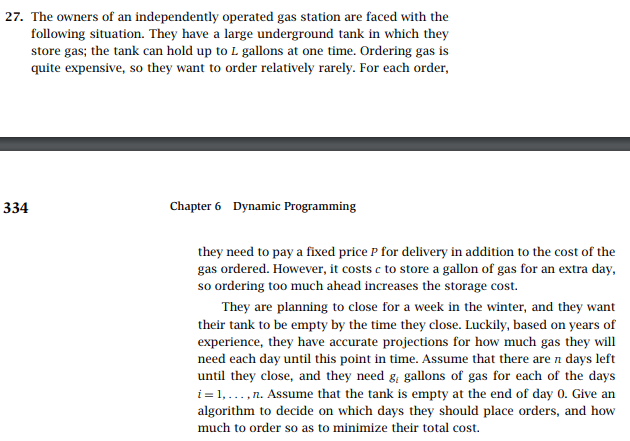 27. The owners of an independently operated gas station are faced with the
following situation. They have a large underground tank in which they
store gas; the tank can hold up to L gallons at one time. Ordering gas is
quite expensive, so they want to order relatively rarely. For each order,
334
Chapter 6 Dynamic Programming
they need to pay a fixed price P for delivery in addition to the cost of the
gas ordered. However, it costs c to store a gallon of gas for an extra day,
so ordering too much ahead increases the storage cost.
They are planning to close for a week in the winter, and they want
their tank to be empty by the time they close. Luckily, based on years of
experience, they have accurate projections for how much gas they will
need each day until this point in time. Assume that there are n days left
until they close, and they need gᵢ gallons of gas for each of the days
i = 1, . . . , n. Assume that the tank is empty at the end of day 0. Give an
algorithm to decide on which days they should place orders, and how
much to order so as to minimize their total cost.